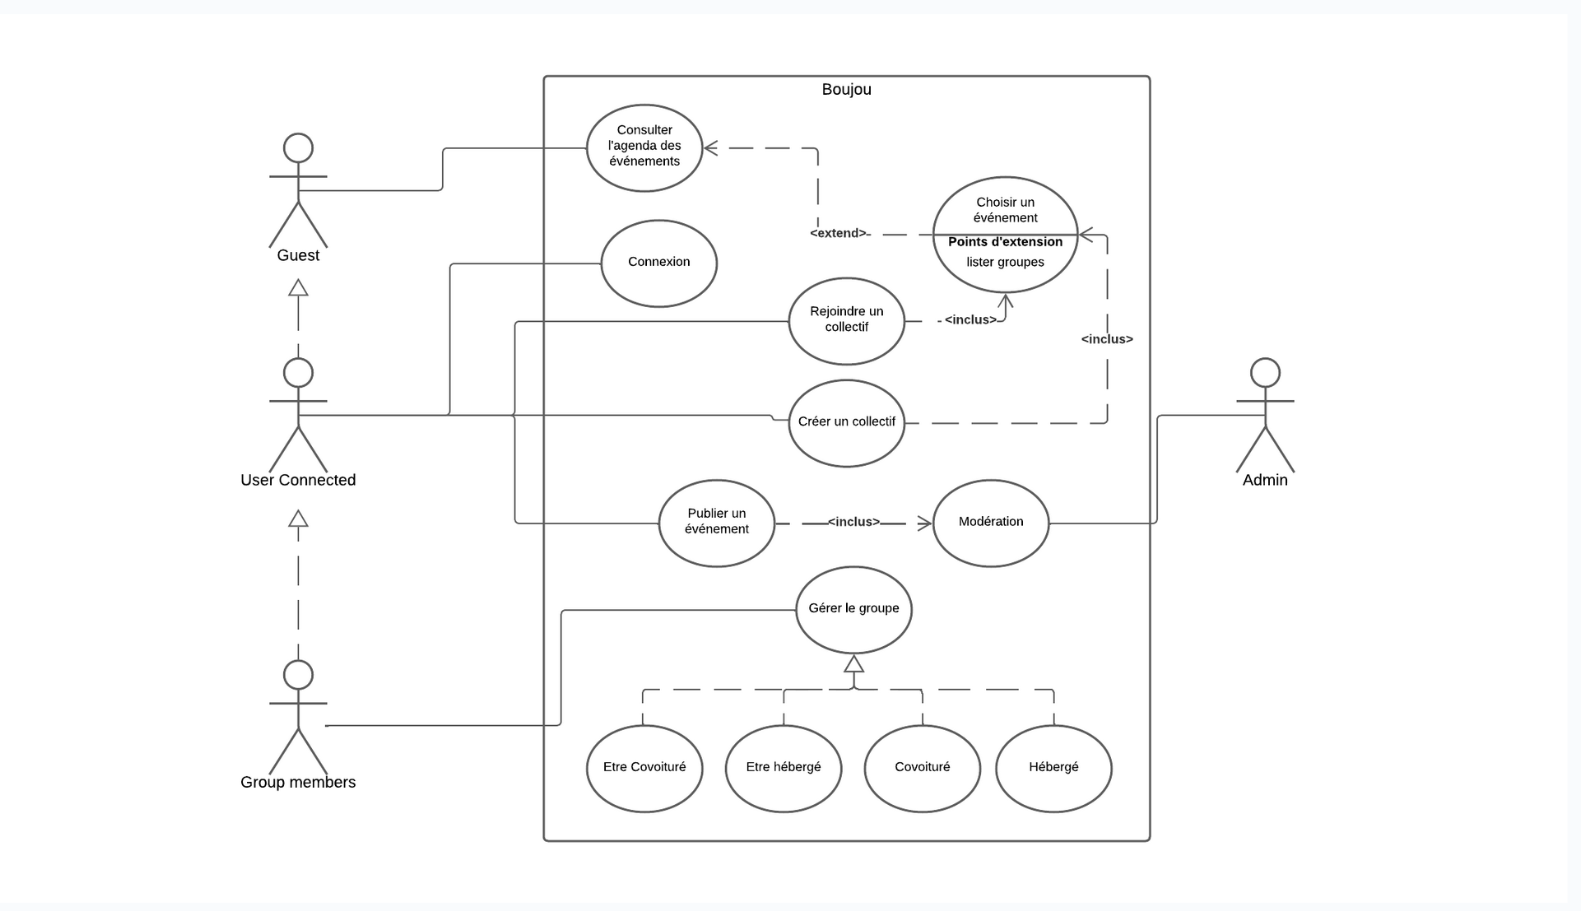 Boujou
Consulter
l'agenda des
événements
Guest
<extend>
Choisir un
événement
Points d'extension
lister groupes
Connexion
Rejoindre un
collectif
<inclus>
<inclus>
Créer un collectif
User Connected
Admin
Publier un
événement
<inclus>
Modération
Gérer le groupe
Etre Covoituré
Etre hébergé
Covoituré
Hébergé
Group members